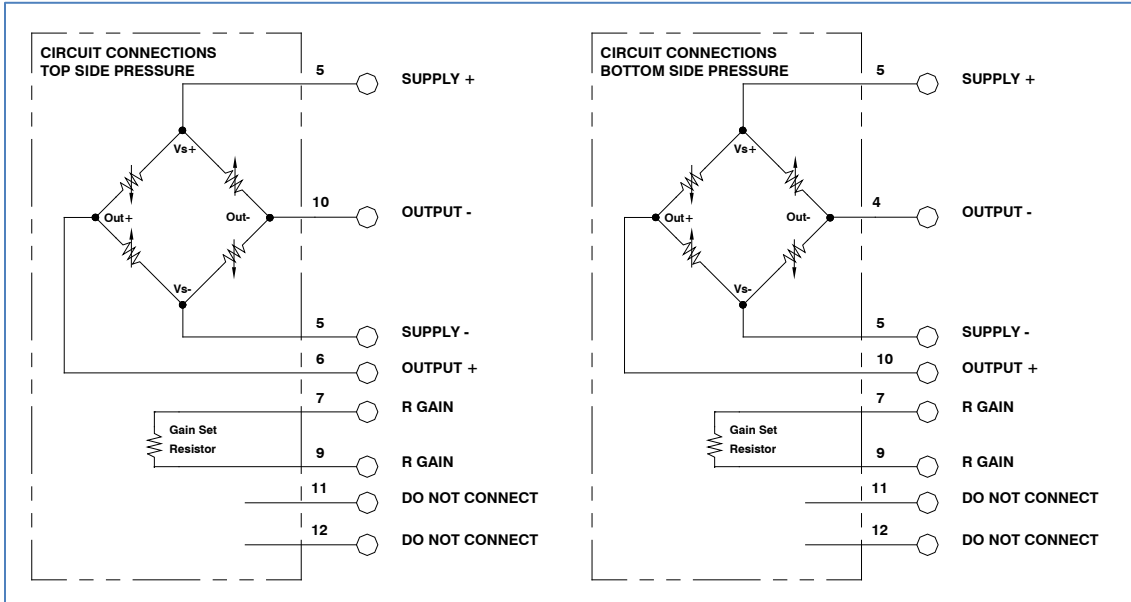 CIRCUIT CONNECTIONS
TOP SIDE PRESSURE
5
SUPPLY +
Vs+
10
OUTPUT -
Out+
Out-
Vs-
5
SUPPLY -
6
OUTPUT +
7
R GAIN
Gain Set
Resistor
9
R GAIN
11
DO NOT CONNECT
12
DO NOT CONNECT
CIRCUIT CONNECTIONS
BOTTOM SIDE PRESSURE
5
SUPPLY +
Vs+
4
OUTPUT -
Out+
Out-
Vs-
5
SUPPLY -
10
OUTPUT +
7
R GAIN
Gain Set
Resistor
9
R GAIN
11
DO NOT CONNECT
12
DO NOT CONNECT